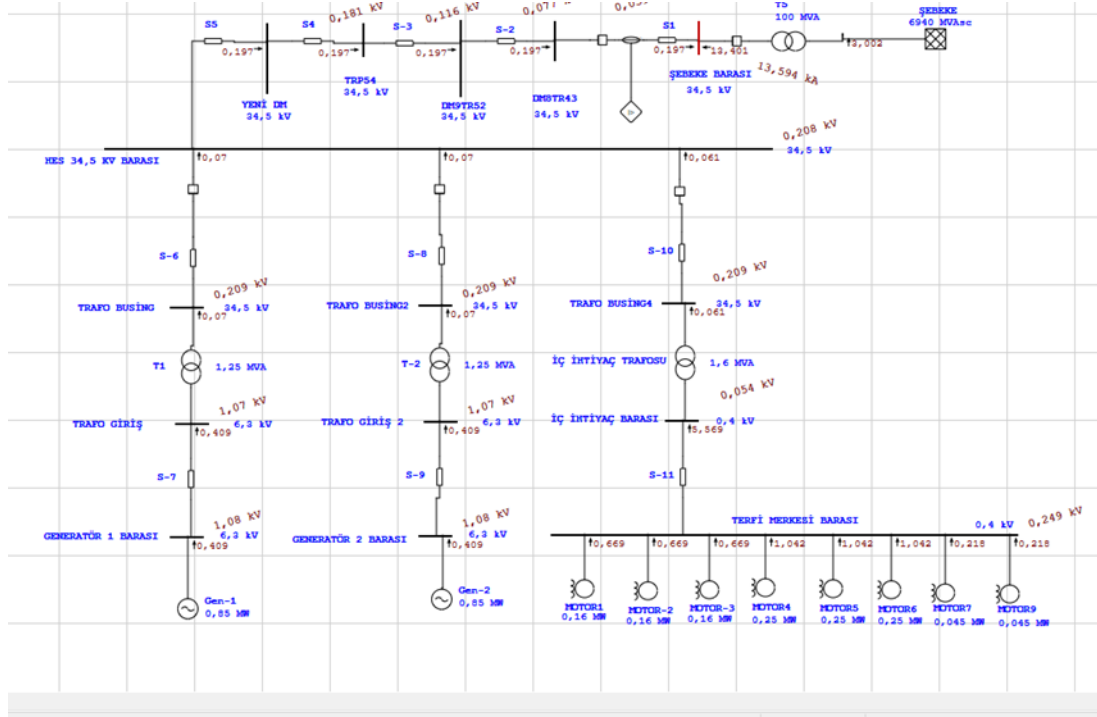 S5
S4
0,181 kV
S-3
0,116 kV
S-2
S1
T5
100 MVA
ŞEBEKE
6940 MVAsc
0,197
0,197
0,197
0,197
0,197
13,401
3,002
13,594 kA
YENİ DM
34,5 kV
TRP54
34,5 kV
DM9TR52
34,5 kV
DM8TR43
34,5 kV
ŞEBEKE BARASI
34,5 kV
HES 34,5 KV BARASI
0,07
0,07
0,061
0,208 kV
34,5 kV
S-6
S-8
S-10
0,209 kV
0,209 kV
0,209 kV
TRAFO BUSİNG
34,5 kV
TRAFO BUSİNG2
34,5 kV
TRAFO BUSİNG4
34,5 kV
0,07
0,07
0,061
T1
1,25 MVA
T-2
1,25 MVA
İÇ İHTİYAÇ TRAFOSU
1,6 MVA
1,07 kV
1,07 kV
0,054 kV
TRAFO GİRİŞ
6,3 kV
TRAFO GİRİŞ 2
6,3 kV
İÇ İHTİYAÇ BARASI
0,4 kV
0,409
0,409
5,569
S-7
S-9
S-11
1,08 kV
1,08 kV
TERFİ MERKESİ BARASI
0,4 kV
0,249 kV
GENERATÖR 1 BARASI
6,3 kV
GENERATÖR 2 BARASI
6,3 kV
0,409
0,409
0,669
0,669
0,669
1,042
1,042
1,042
0,218
0,218
Gen-1
0,85 MW
Gen-2
0,85 MW
MOTOR1
0,16 MW
MOTOR-2
0,16 MW
MOTOR-3
0,16 MW
MOTOR4
0,25 MW
MOTOR5
0,25 MW
MOTOR6
0,25 MW
MOTOR7
0,045 MW
MOTOR9
0,045 MW